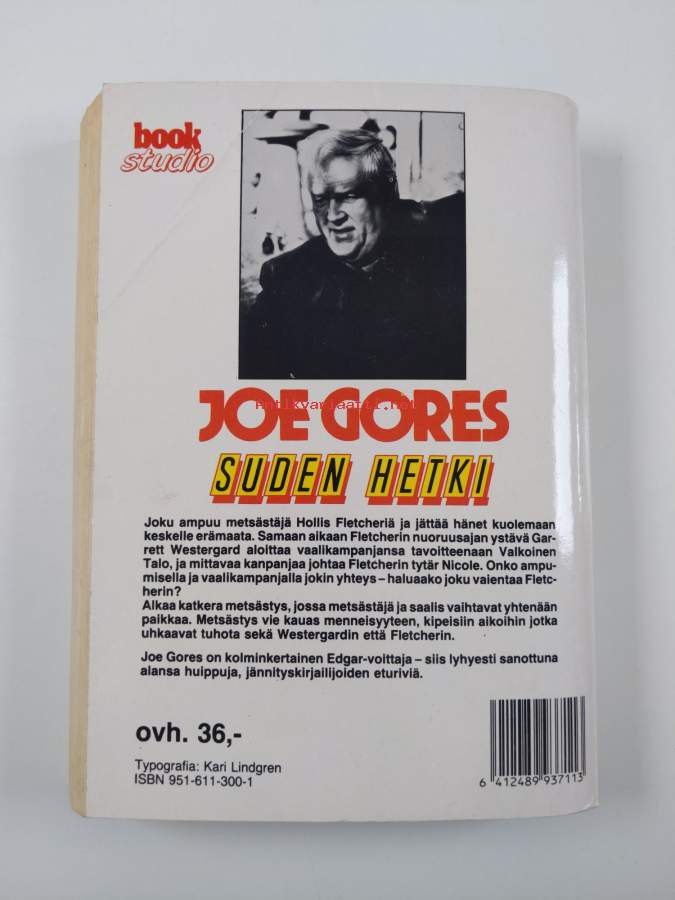 book
studio
JOE GORES
Antikvariaatti.net
SUDEN HETKI
Joku ampuu metsästäjä Hollis Fletcheriä ja jättää hänet kuolemaan
keskelle erämaata. Samaan aikaan Fletcherin nuoruusajan ystävä Gar-
rett Westergard aloittaa vaalikampanjansa tavoitteenaan Valkoinen
Talo, ja mittavaa kanpanjaa johtaa Fletcherin tytär Nicole. Onko ampu-
misella ja vaalikampanjalla jokin yhteys – haluaako joku vaientaa Fletc-
herin?
Alkaa katkera metsästys, jossa metsästäjä ja saalis vaihtavat yhtenään
paikkaa. Metsästys vie kauas menneisyyteen, kipeisiin aikoihin jotka
uhkaavat tuhota sekä Westergardin että Fletcherin.
Joe Gores on kolminkertainen Edgar-voittaja – siis lyhyesti sanottuna
alansa huippuja, jännityskirjailijoiden eturiviä.
ovh. 36,-
Typografia: Kari Lindgren
ISBN 951-611-300-1
6 412489 937113